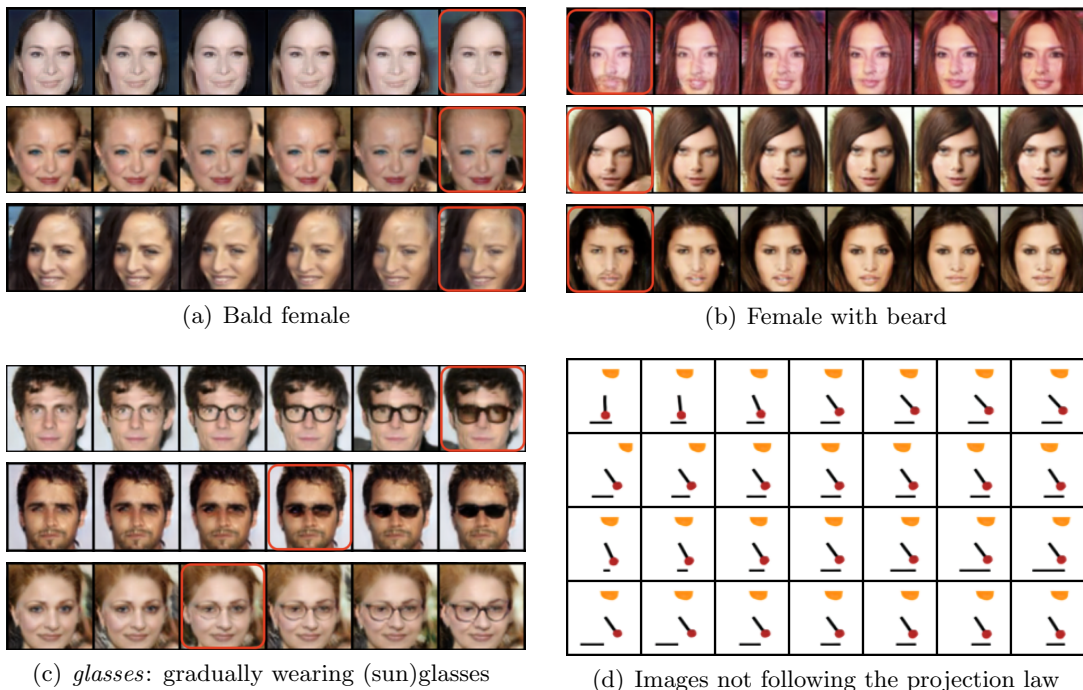 (a) Bald female
(b) Female with beard
(c) glasses: gradually wearing (sun)glasses
(d) Images not following the projection law